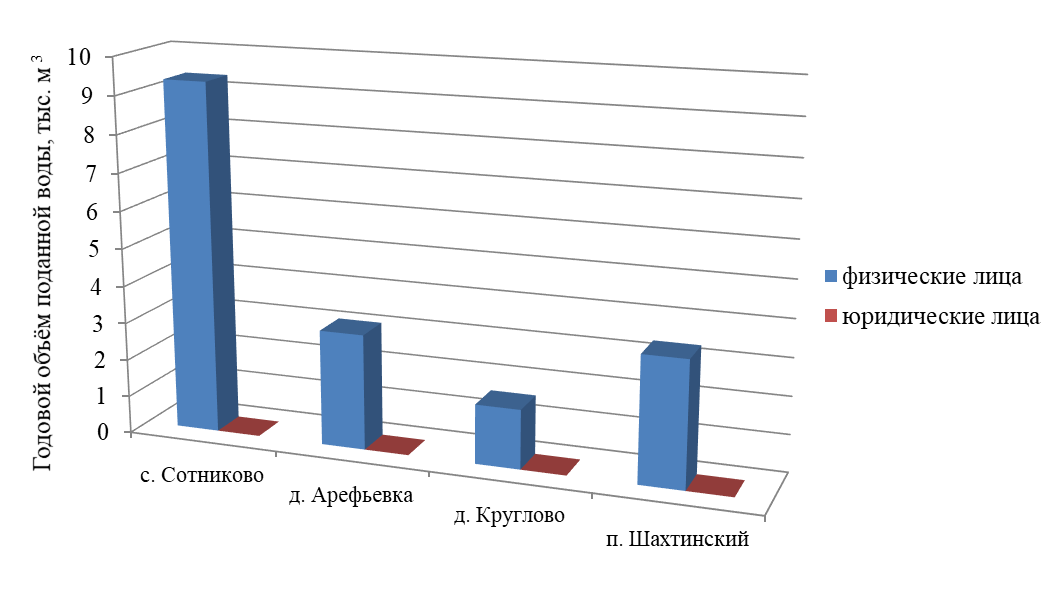 Годовой объём поданной воды, тыс. м ³
10
9
8
7
6
5
4
3
2
1
0
с. Сотниково
д. Арефьевка
д. Круглово
п. Шахтинский
физические лица
юридические лица